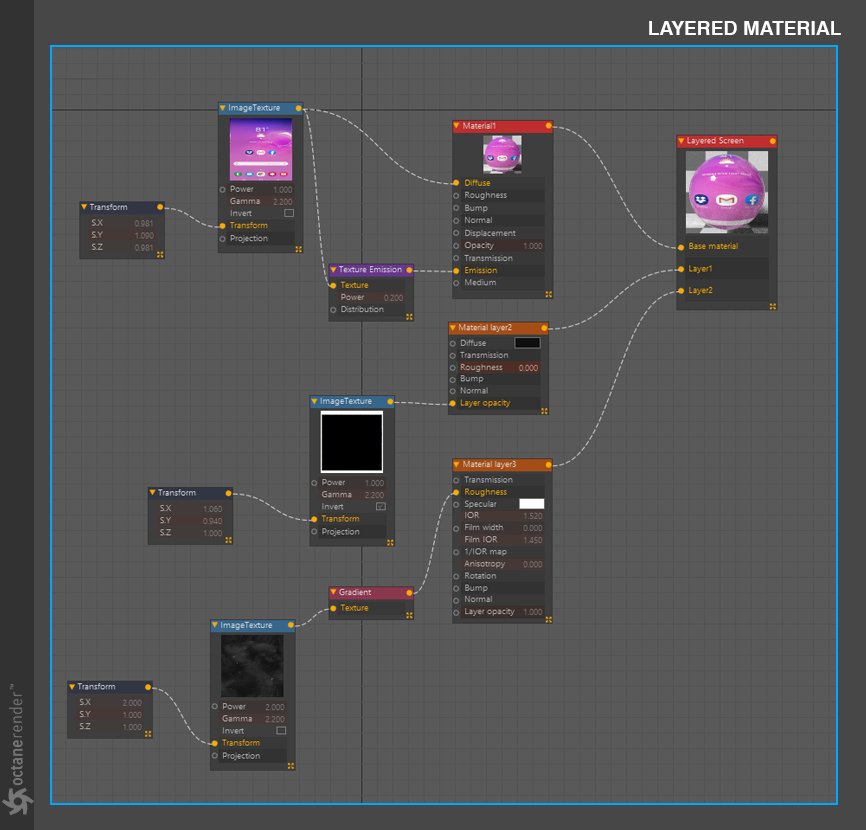 LAYERED MATERIAL
ImageTexture
81°
Power 1.000
Gamma 2.200
Invert
Transform
Projection
Transform
S.X 0.981
S.Y 1.090
S.Z 0.981
Texture Emission
Texture
Power 0.200
Distribution
Material1
Diffuse
Roughness
Bump
Normal
Displacement
Opacity 1.000
Transmission
Emission
Medium
Layered Screen
Base material
Layer1
Layer2
Material layer2
Diffuse
Transmission
Roughness 0.000
Bump
Normal
Layer opacity
ImageTexture
Power 1.000
Gamma 2.200
Invert
Transform
Projection
Transform
S.X 1.060
S.Y 0.940
S.Z 1.000
Material layer3
Transmission
Roughness
Specular
IOR 1.520
Film width 0.000
Film IOR 1.450
1/IOR map
Anisotropy 0.000
Rotation
Bump
Normal
Layer opacity 1.000
Gradient
Texture
ImageTexture
Power 2.000
Gamma 2.200
Invert
Transform
Projection
Transform
S.X 2.000
S.Y 1.000
S.Z 1.000
octanerender™